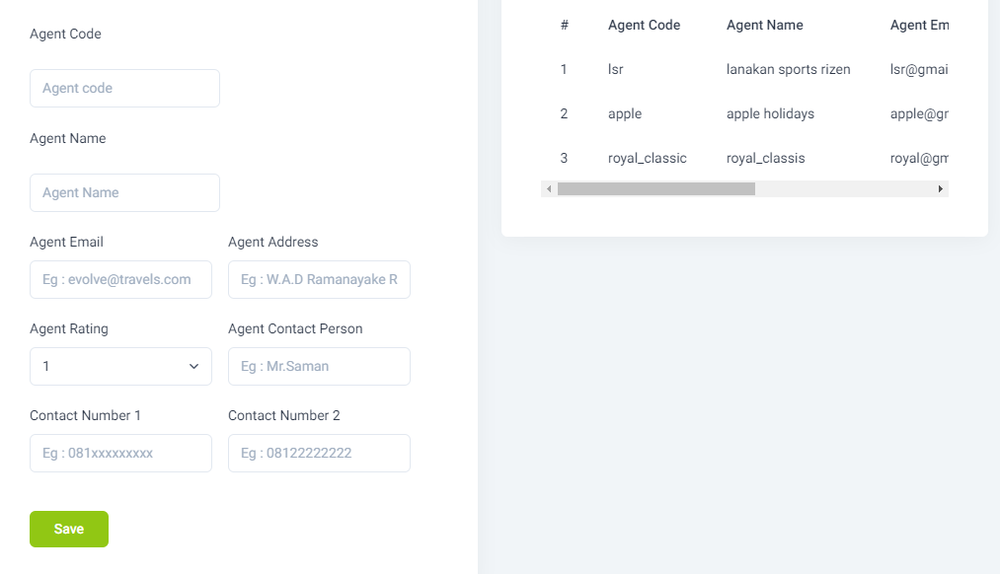 Agent Code
Agent code
Agent Name
Agent Name
Agent Email Agent Address
Eg : evolve@travels.com Eg : W.A.D Ramanayake R
Agent Rating Agent Contact Person
1 Eg : Mr.Saman
Contact Number 1 Contact Number 2
Eg : 081xxxxxxxxx Eg : 08122222222
Save
# Agent Code Agent Name Agent Em
1 lsr lanakan sports rizen lsr@gmai
2 apple apple holidays apple@gr
3 royal_classic royal_classis royal@gm